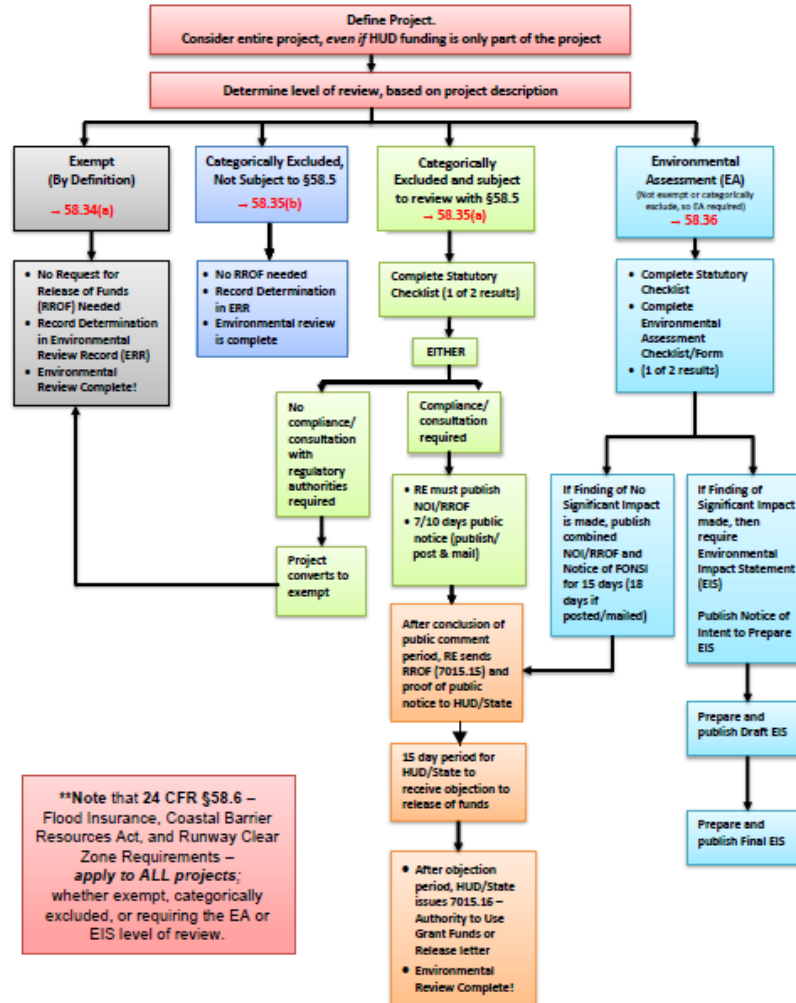 Define Project.
Consider entire project, even if HUD funding is only part of the project
Determine level of review, based on project description
Exempt
(By Definition)
→ 58.34(a)
Categorically Excluded,
Not Subject to §58.5
→ 58.35(b)
Categorically
Excluded and subject
to review with §58.5
→ 58.35(a)
Environmental
Assessment (EA)
(Not exempt or categorically
exclude, so EA required)
→ 58.36
• No Request for
Release of Funds
(RROF) Needed
• Record Determination
in Environmental
Review Record (ERR)
• Environmental
Review Complete!
• No RROF needed
• Record Determination
in ERR
• Environmental review
is complete
Complete Statutory
Checklist (1 of 2 results)
• Complete Statutory
Checklist
• Complete
Environmental
Assessment
Checklist/Form
• (1 of 2 results)
EITHER
No
compliance/
consultation
with
regulatory
authorities
required
Compliance/
consultation
required
• RE must publish
NOI/RROF
• 7/10 days public
notice (publish/
post & mail)
If Finding of No
Significant Impact
is made, publish
combined
NOI/RROF and
Notice of FONSI
for 15 days (18
days if
posted/mailed)
If Finding of
Significant Impact
made, then
require
Environmental
Impact Statement
(EIS)
Publish Notice of
Intent to Prepare
EIS
Project
converts to
exempt
After conclusion of
public comment
period, RE sends
RROF (7015.15) and
proof of public
notice to HUD/State
Prepare and
publish Draft EIS
15 day period for
HUD/State to
receive objection to
release of funds
Prepare and
publish Final EIS
**Note that 24 CFR §58.6 –
Flood Insurance, Coastal Barrier
Resources Act, and Runway Clear
Zone Requirements –
apply to ALL projects;
whether exempt, categorically
excluded, or requiring the EA or
EIS level of review.
• After objection
period, HUD/State
issues 7015.16 –
Authority to Use
Grant Funds or
Release letter
• Environmental
Review Complete!